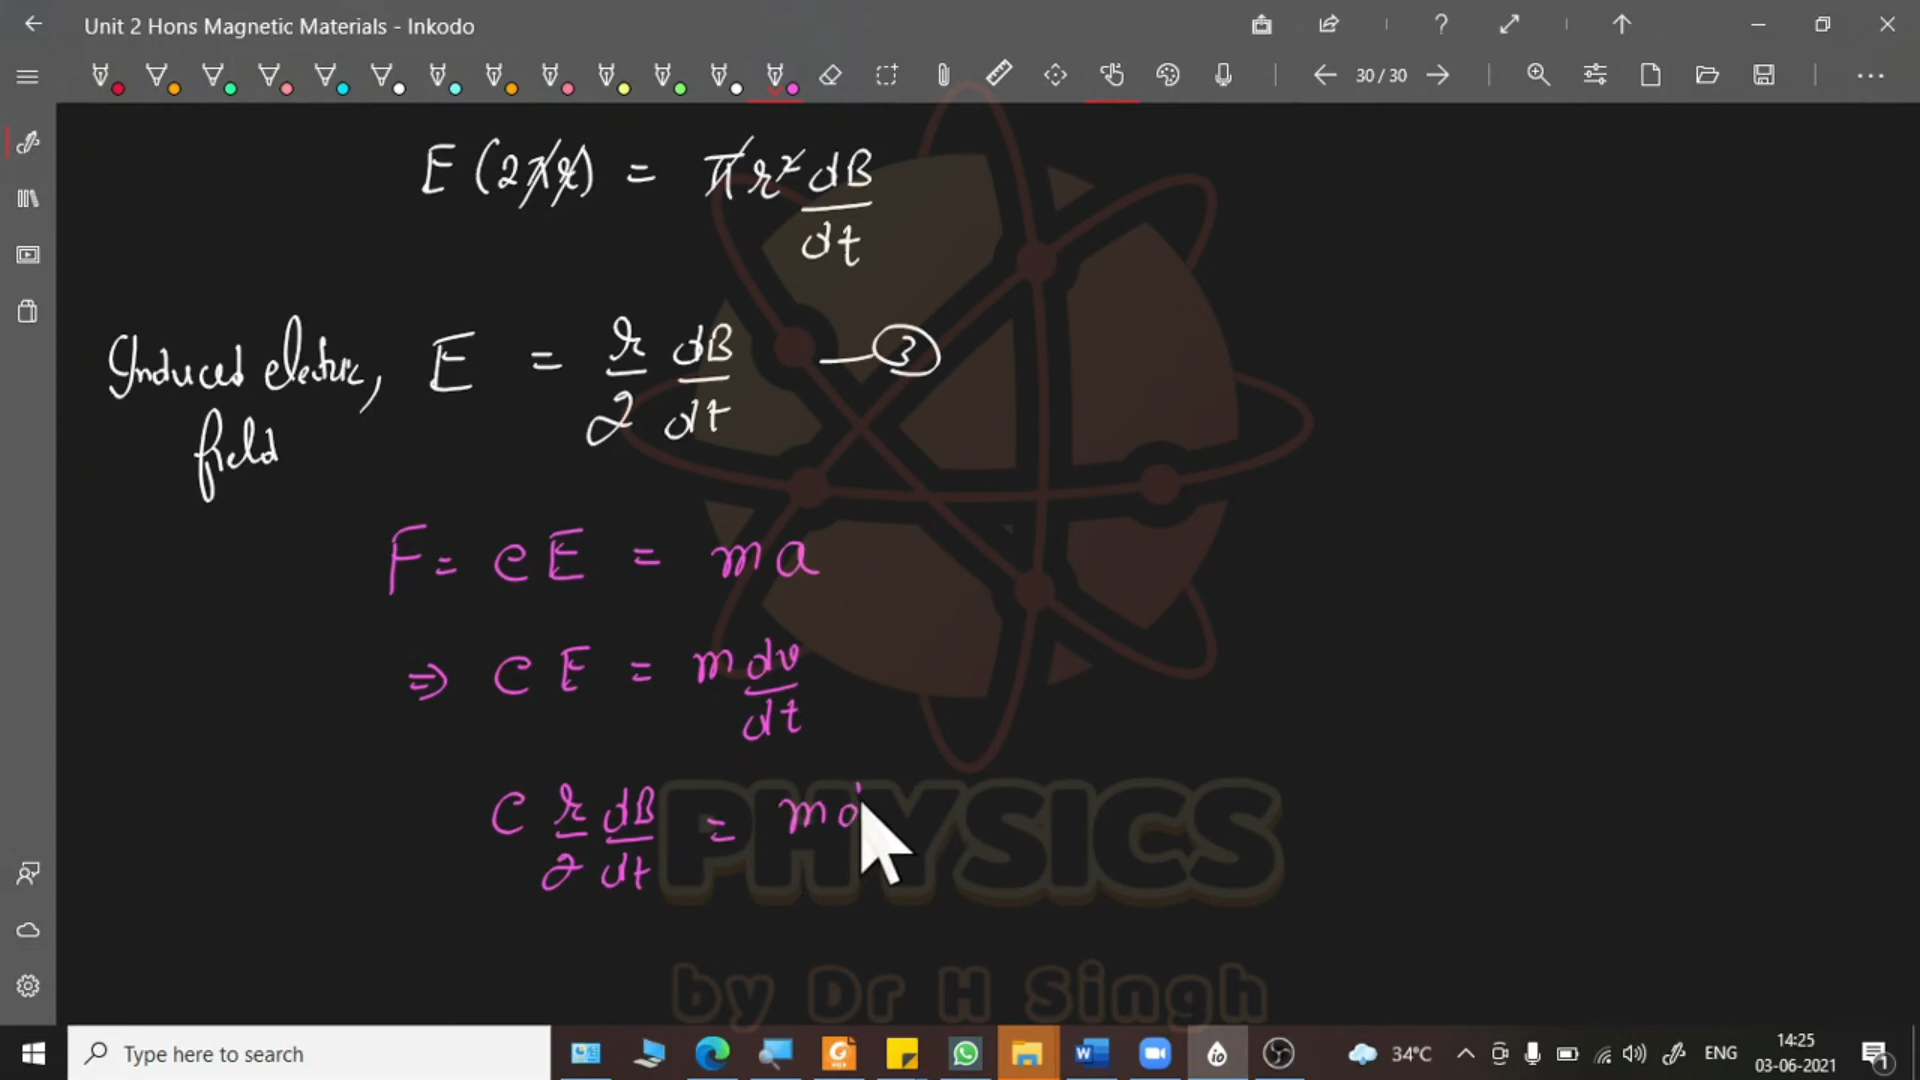 Unit 2 Hons Magnetic Materials - Inkodo
30 / 30
E (2πr) = πr² dB/dt
Induced electric, E = r/2 dB/dt — 3
field
F = eE = ma
⇒ eE = m dv/dt
e r/2 dB/dt = m d
PHYSICS
by Dr H Singh
Type here to search
34°C
ENG
14:25
03-06-2021
1